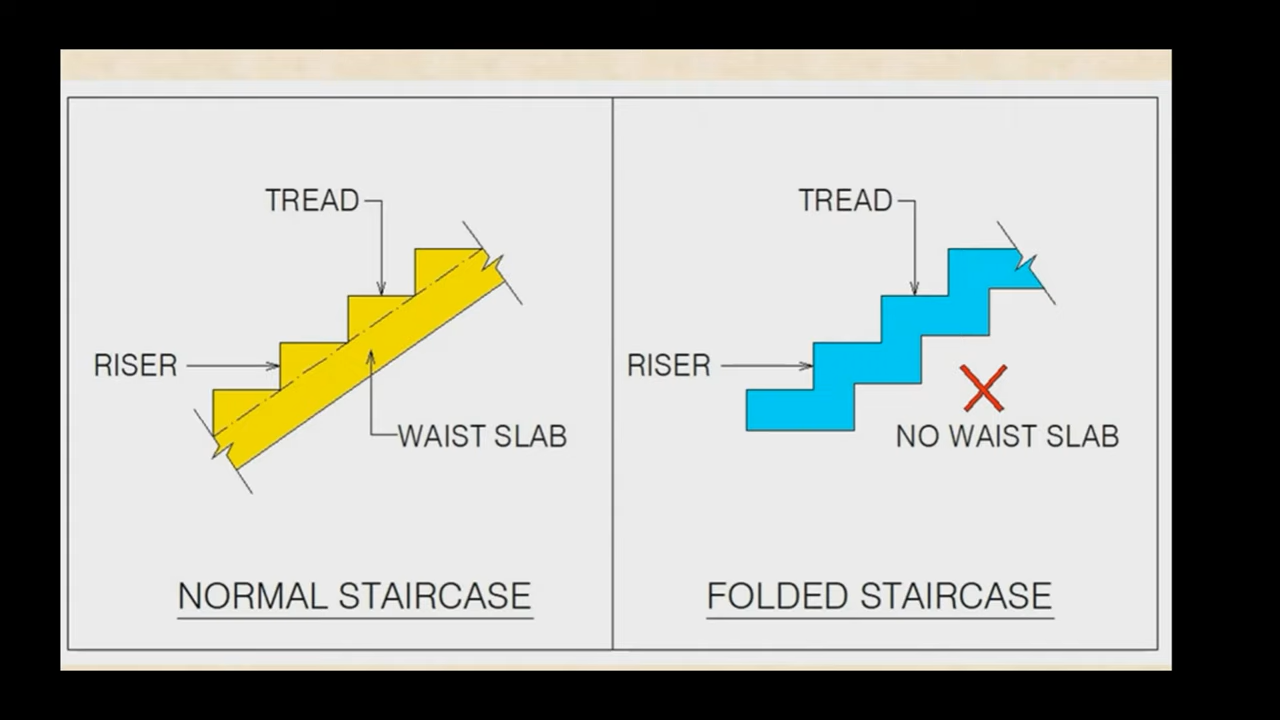 TREAD
RISER
WAIST SLAB
NORMAL STAIRCASE
TREAD
RISER
NO WAIST SLAB
FOLDED STAIRCASE